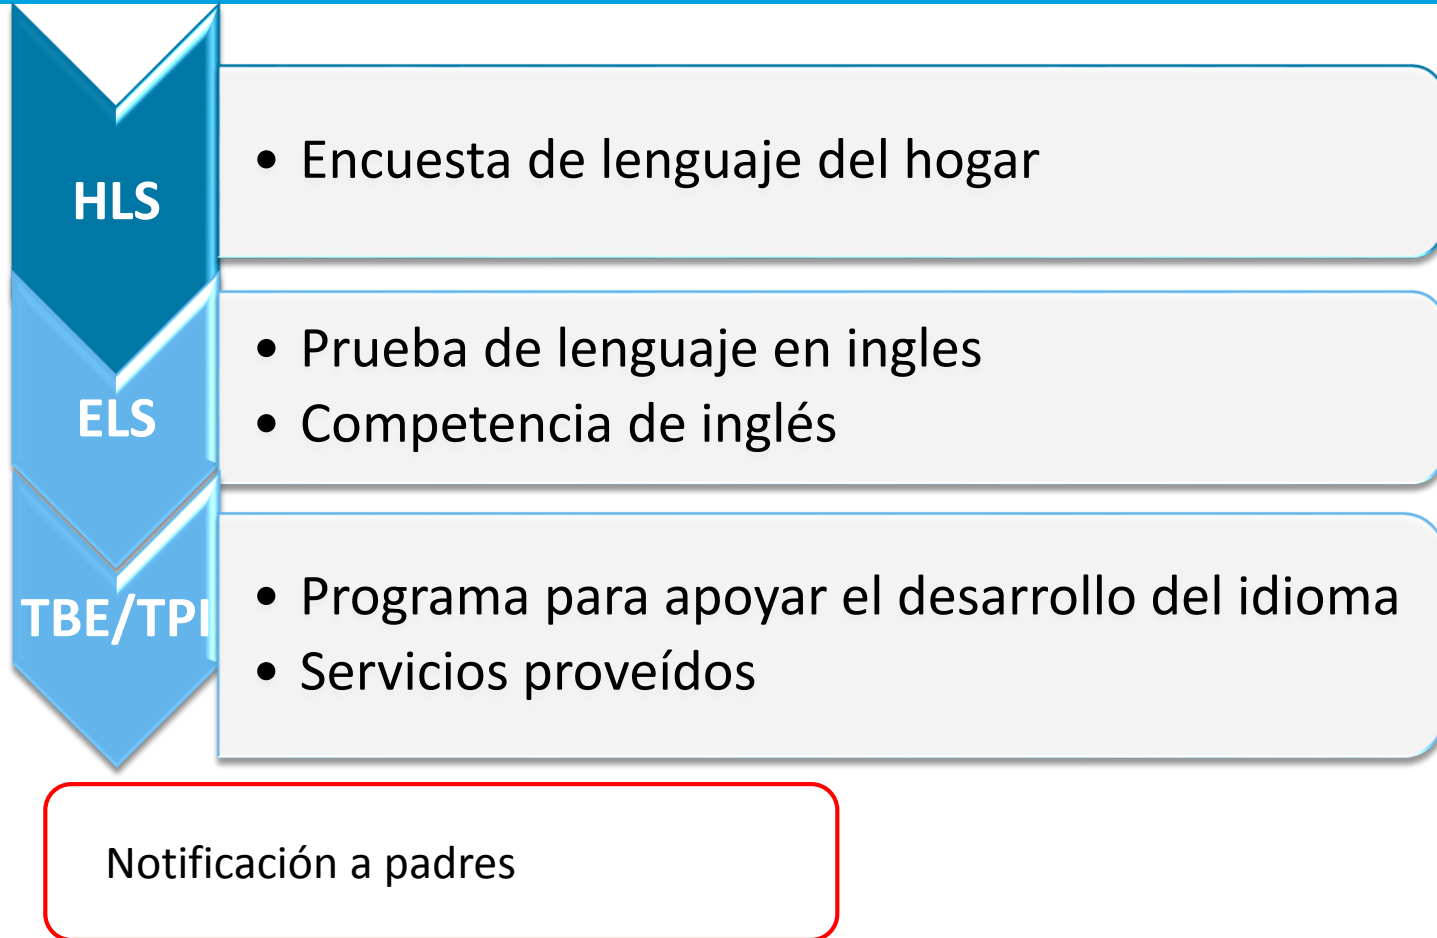 HLS
• Encuesta de lenguaje del hogar
ELS
• Prueba de lenguaje en ingles
• Competencia de inglés
TBE/TPI
• Programa para apoyar el desarrollo del idioma
• Servicios proveídos
Notificación a padres